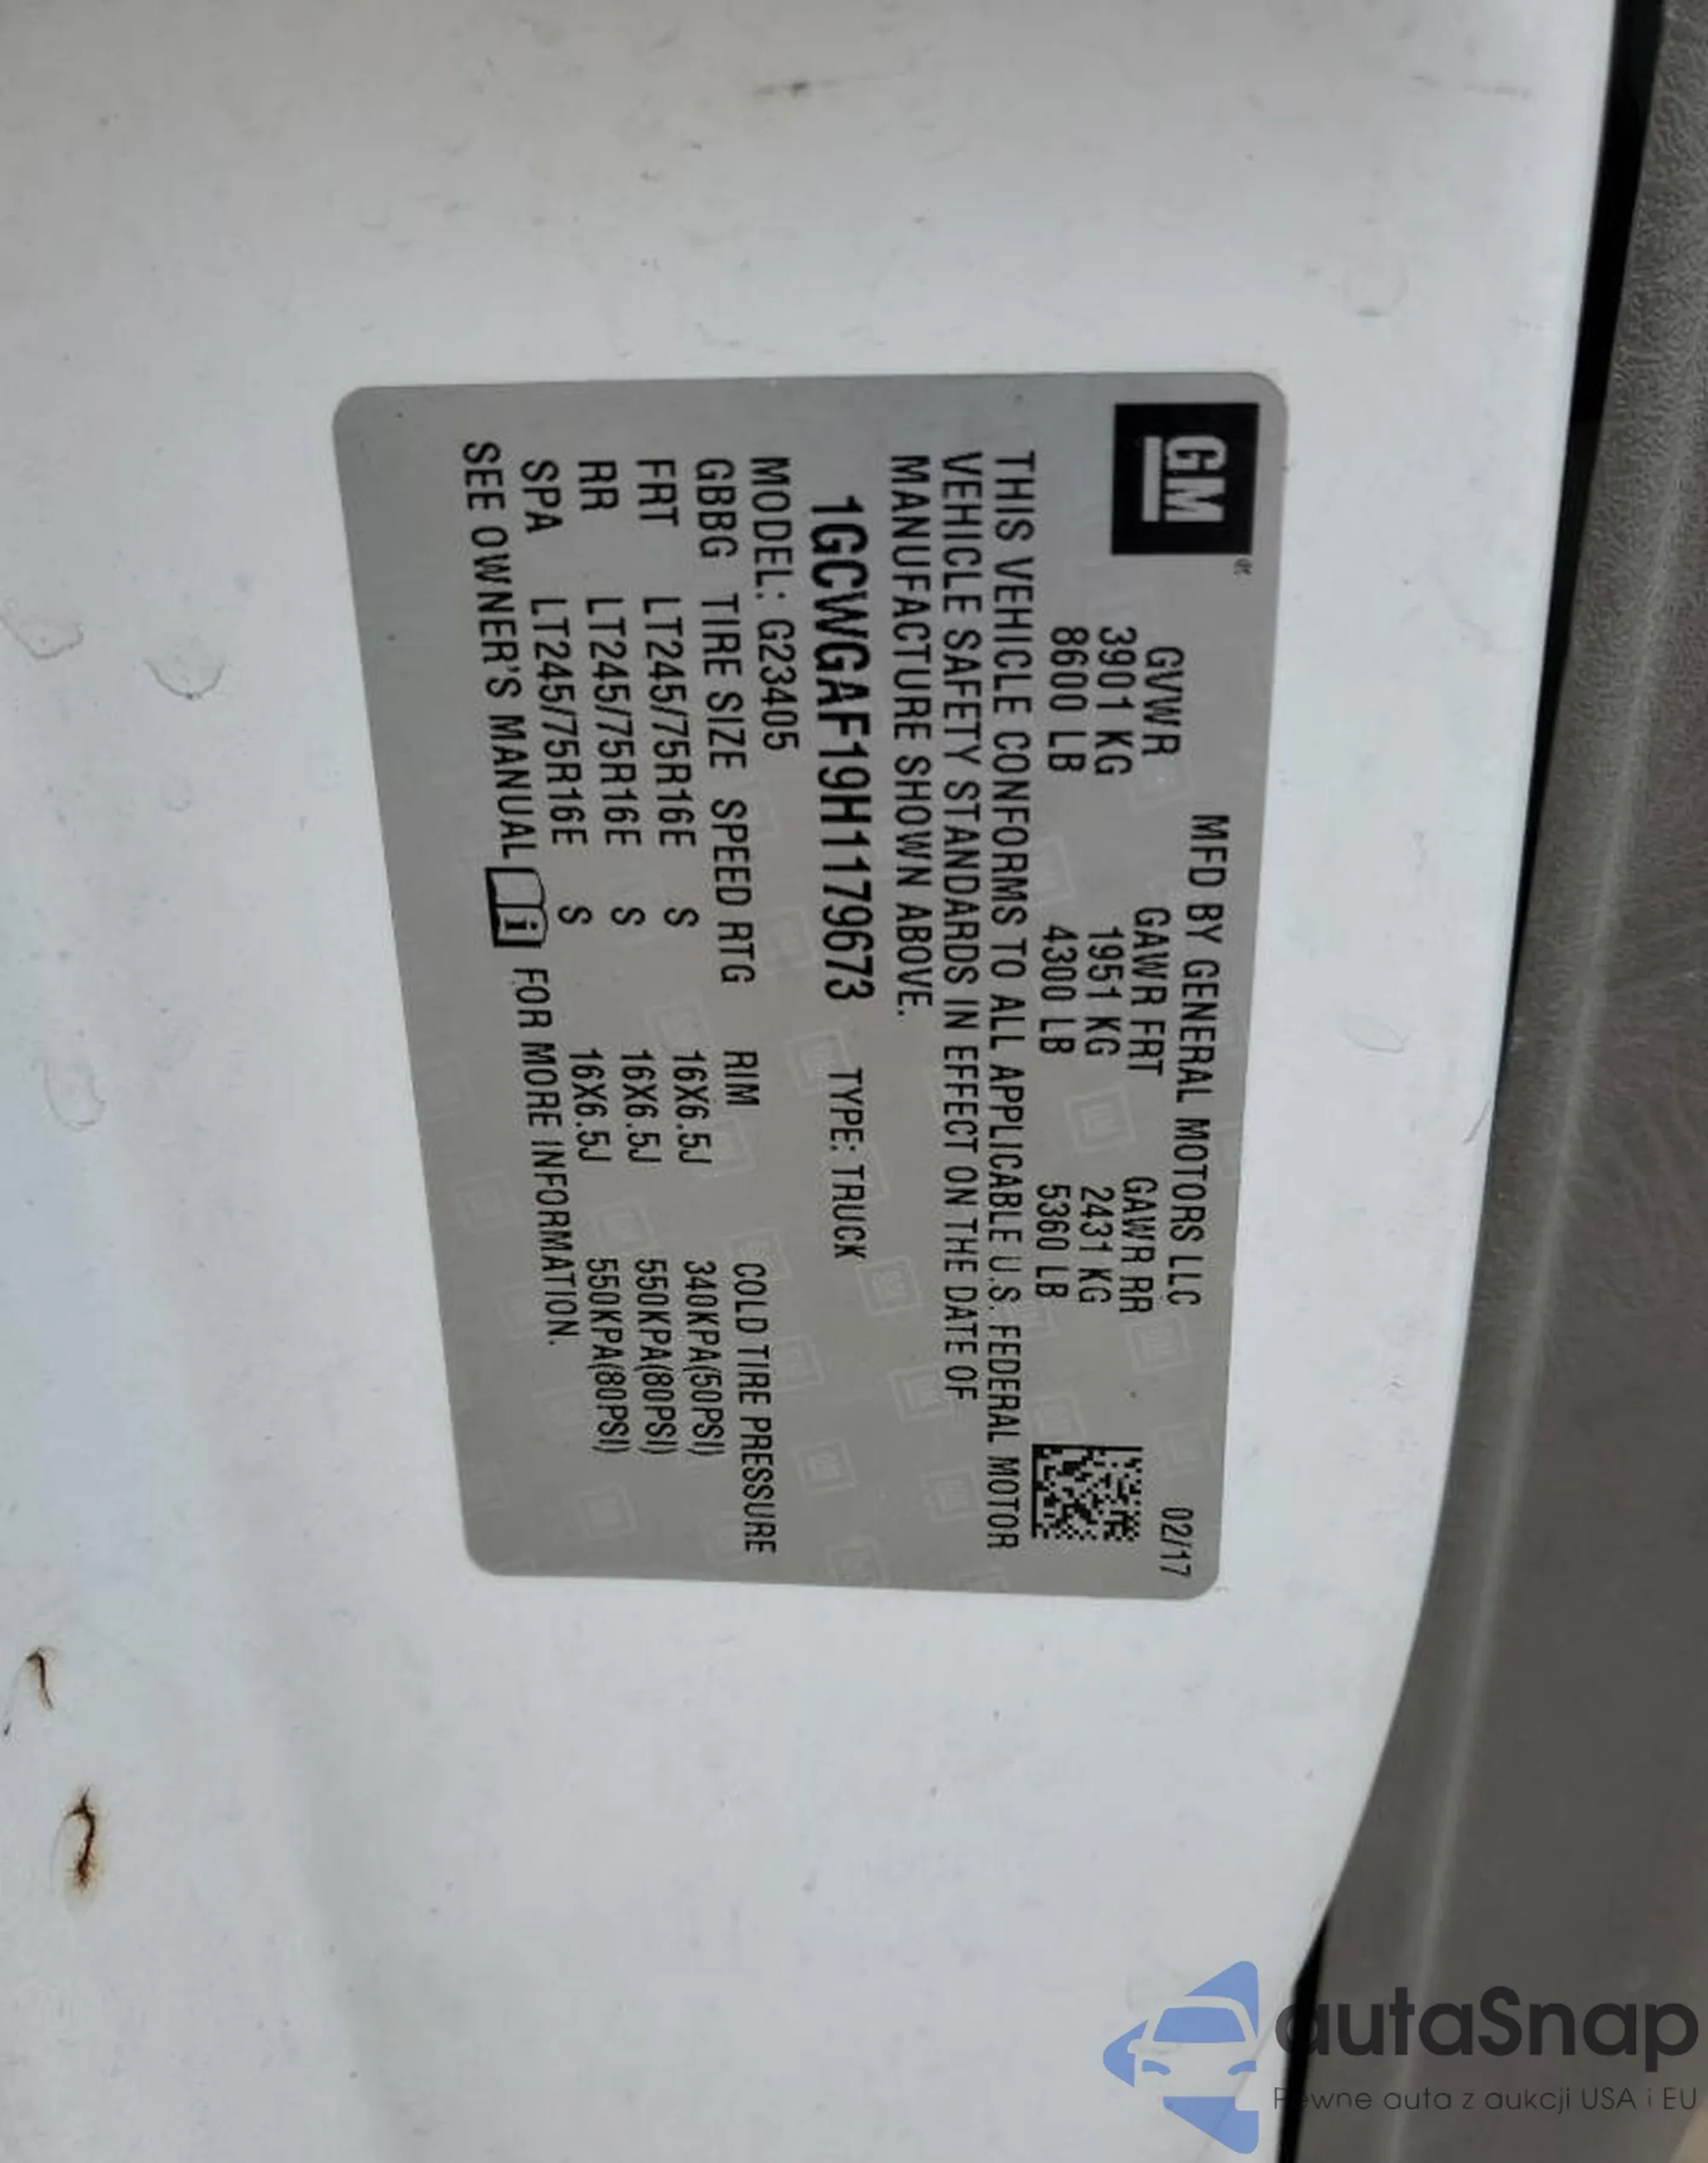 GM
MFD BY GENERAL MOTORS LLC 02/17
GVWR GAWR FRT GAWR RR
3901 KG 1951 KG 2431 KG
8600 LB 4300 LB 5360 LB
THIS VEHICLE CONFORMS TO ALL APPLICABLE U.S. FEDERAL MOTOR
VEHICLE SAFETY STANDARDS IN EFFECT ON THE DATE OF
MANUFACTURE SHOWN ABOVE.
1GCWGAF19H1179673 TYPE: TRUCK
MODEL: G23405
GBBG TIRE SIZE SPEED RTG RIM COLD TIRE PRESSURE
FRT LT245/75R16E S 16X6.5J 340KPA(50PSI)
RR LT245/75R16E S 16X6.5J 550KPA(80PSI)
SPA LT245/75R16E S 16X6.5J 550KPA(80PSI)
SEE OWNER'S MANUAL i FOR MORE INFORMATION.
autaSnap
Pewne auta z aukcji USA i EU